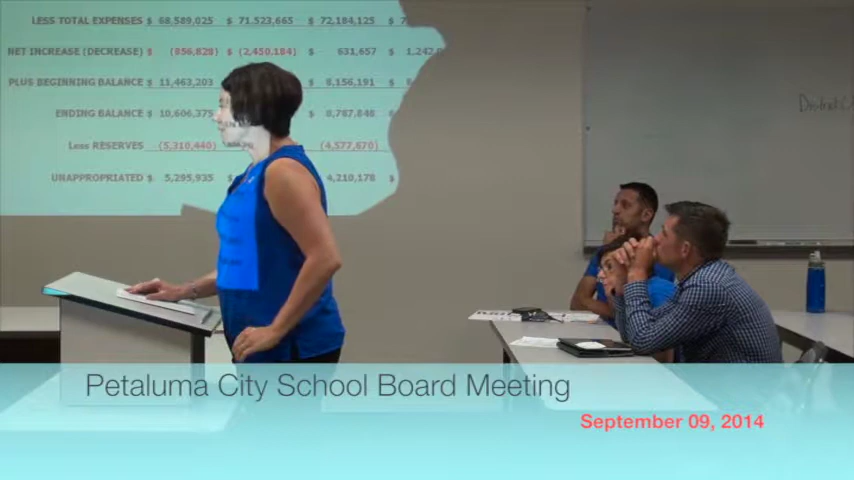 LESS TOTAL EXPENSES $ 68,589,025 $ 71,523,665 $ 72,184,125 $
NET INCREASE (DECREASE) $ (856,828) $ (2,450,184) $ 631,657 $ 1,242,
PLUS BEGINNING BALANCE $ 11,463,203 $ 8,156,191 $
ENDING BALANCE $ 10,606,375 $ 8,787,848 $
Less RESERVES (5,310,440) (4,577,670)
UNAPPROPRIATED $ 5,295,935 $ 4,210,178 $
District
Petaluma City School Board Meeting
September 09, 2014